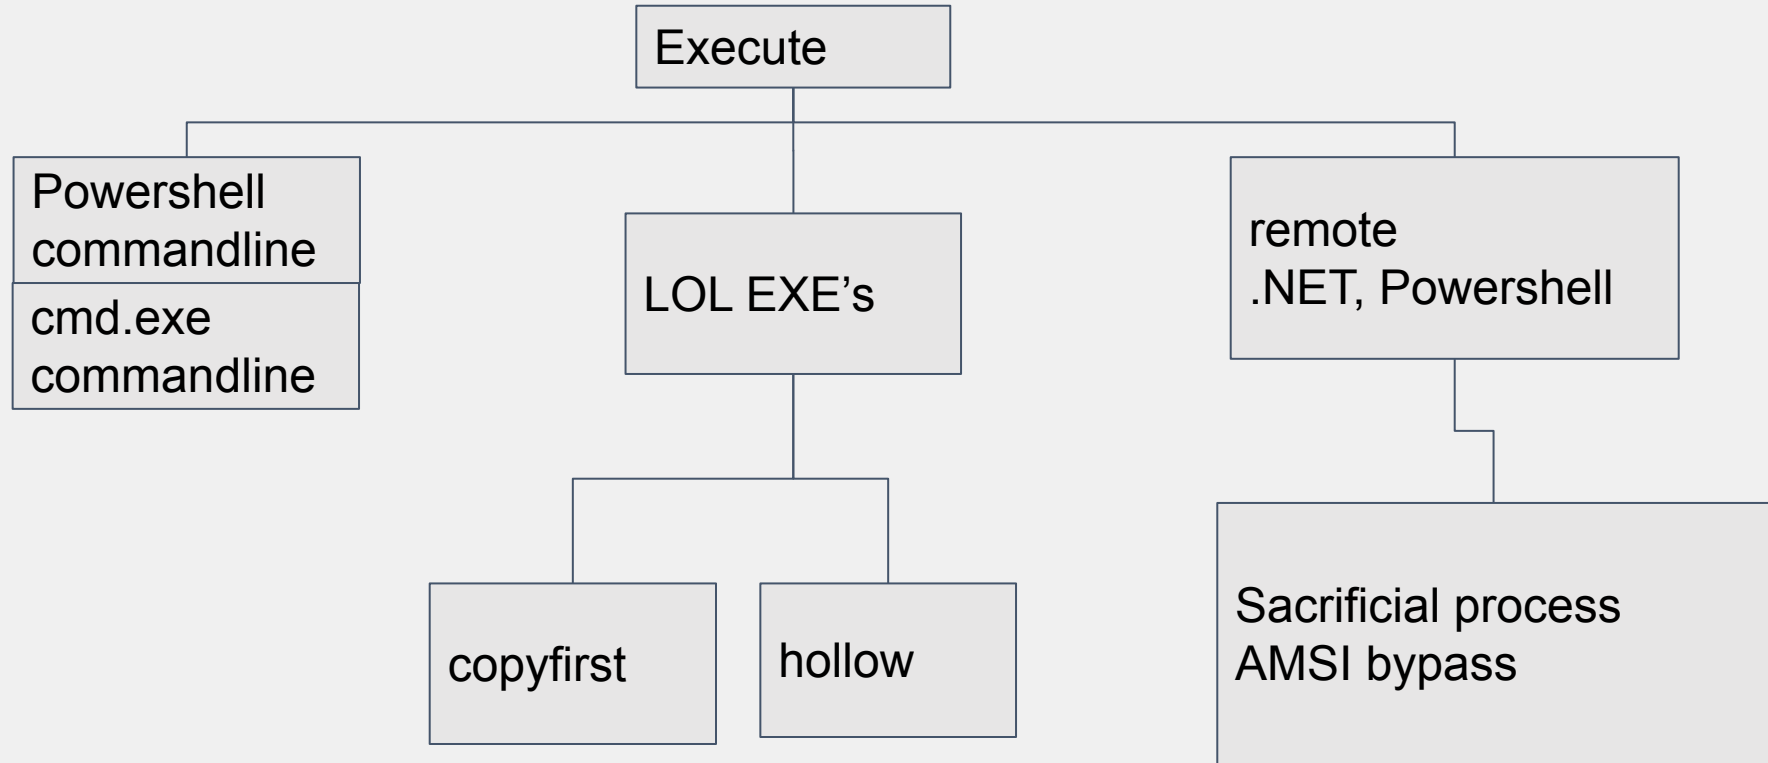 Execute
Powershell
commandline
cmd.exe
commandline
LOL EXE’s
remote
.NET, Powershell
copyfirst
hollow
Sacrificial process
AMSI bypass